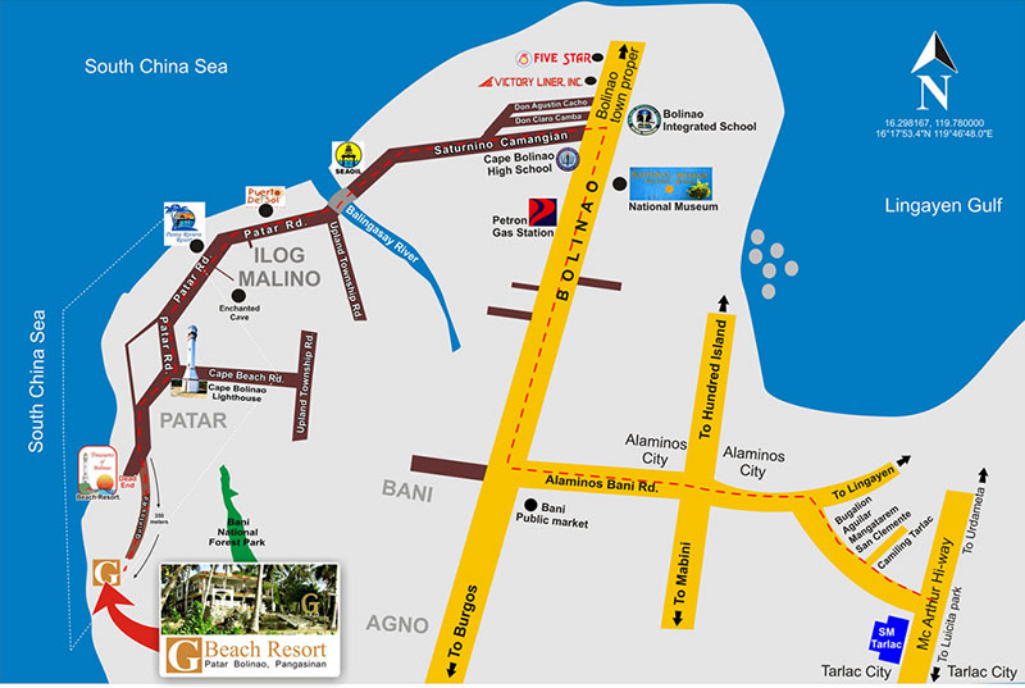 South China Sea
FIVE STAR
VICTORY LINER, INC.
Bolinao
town proper
N
16.298167, 119.780000
16°17'53.4"N 119°46'48.0"E
Don Agustin Cacho
Don Claro Camba
Saturnino Camangian
Bolinao
Integrated School
Cape Bolinao
High School
SEAOIL
National Museum
Lingayen Gulf
Puerto
Del Sol
Petron
Gas Station
BOLINAO
Balingasay River
Patar Rd.
Upland Township Rd.
ILOG
MALINO
Patar Rd.
Enchanted
Cave
South China Sea
Patar Rd.
Cape Beach Rd.
Upland Township Rd
Cape Bolinao
Lighthouse
PATAR
To Hundred Island
Alaminos
City
Alaminos
City
Treasures
of
Bolinao
Beach Resort.
Dead
End
350
meters
BANI
Alaminos Bani Rd.
To Lingayen
Bani
Public market
Bugalion
Aguilar
Mangatarem
San Clemente
Camiling Tarlac
To Urdameta
Bani
National
Forest Park
G
To Mabini
Mc Arthur Hi-way
To Burgos
AGNO
To Luicita park
SM
Tarlac
Tarlac City
Tarlac City
G
G Beach Resort
Patar Bolinao, Pangasinan